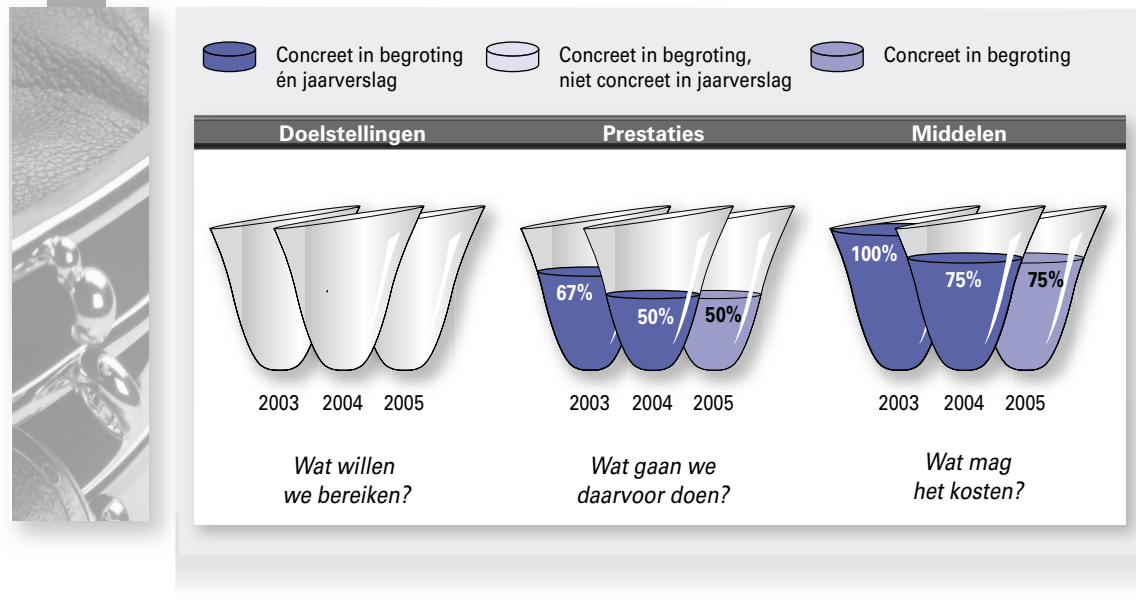 Concreet in begroting
én jaarverslag
Concreet in begroting,
niet concreet in jaarverslag
Concreet in begroting
Doelstellingen
Prestaties
Middelen
67%
50%
50%
100%
75%
75%
2003 2004 2005
2003 2004 2005
2003 2004 2005
Wat willen
we bereiken?
Wat gaan we
daarvoor doen?
Wat mag
het kosten?